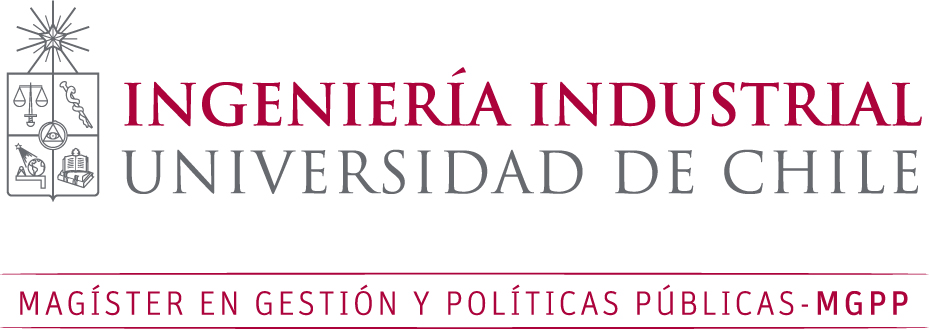 INGENIERÍA INDUSTRIAL
UNIVERSIDAD DE CHILE
MAGÍSTER EN GESTIÓN Y POLÍTICAS PÚBLICAS-MGPP